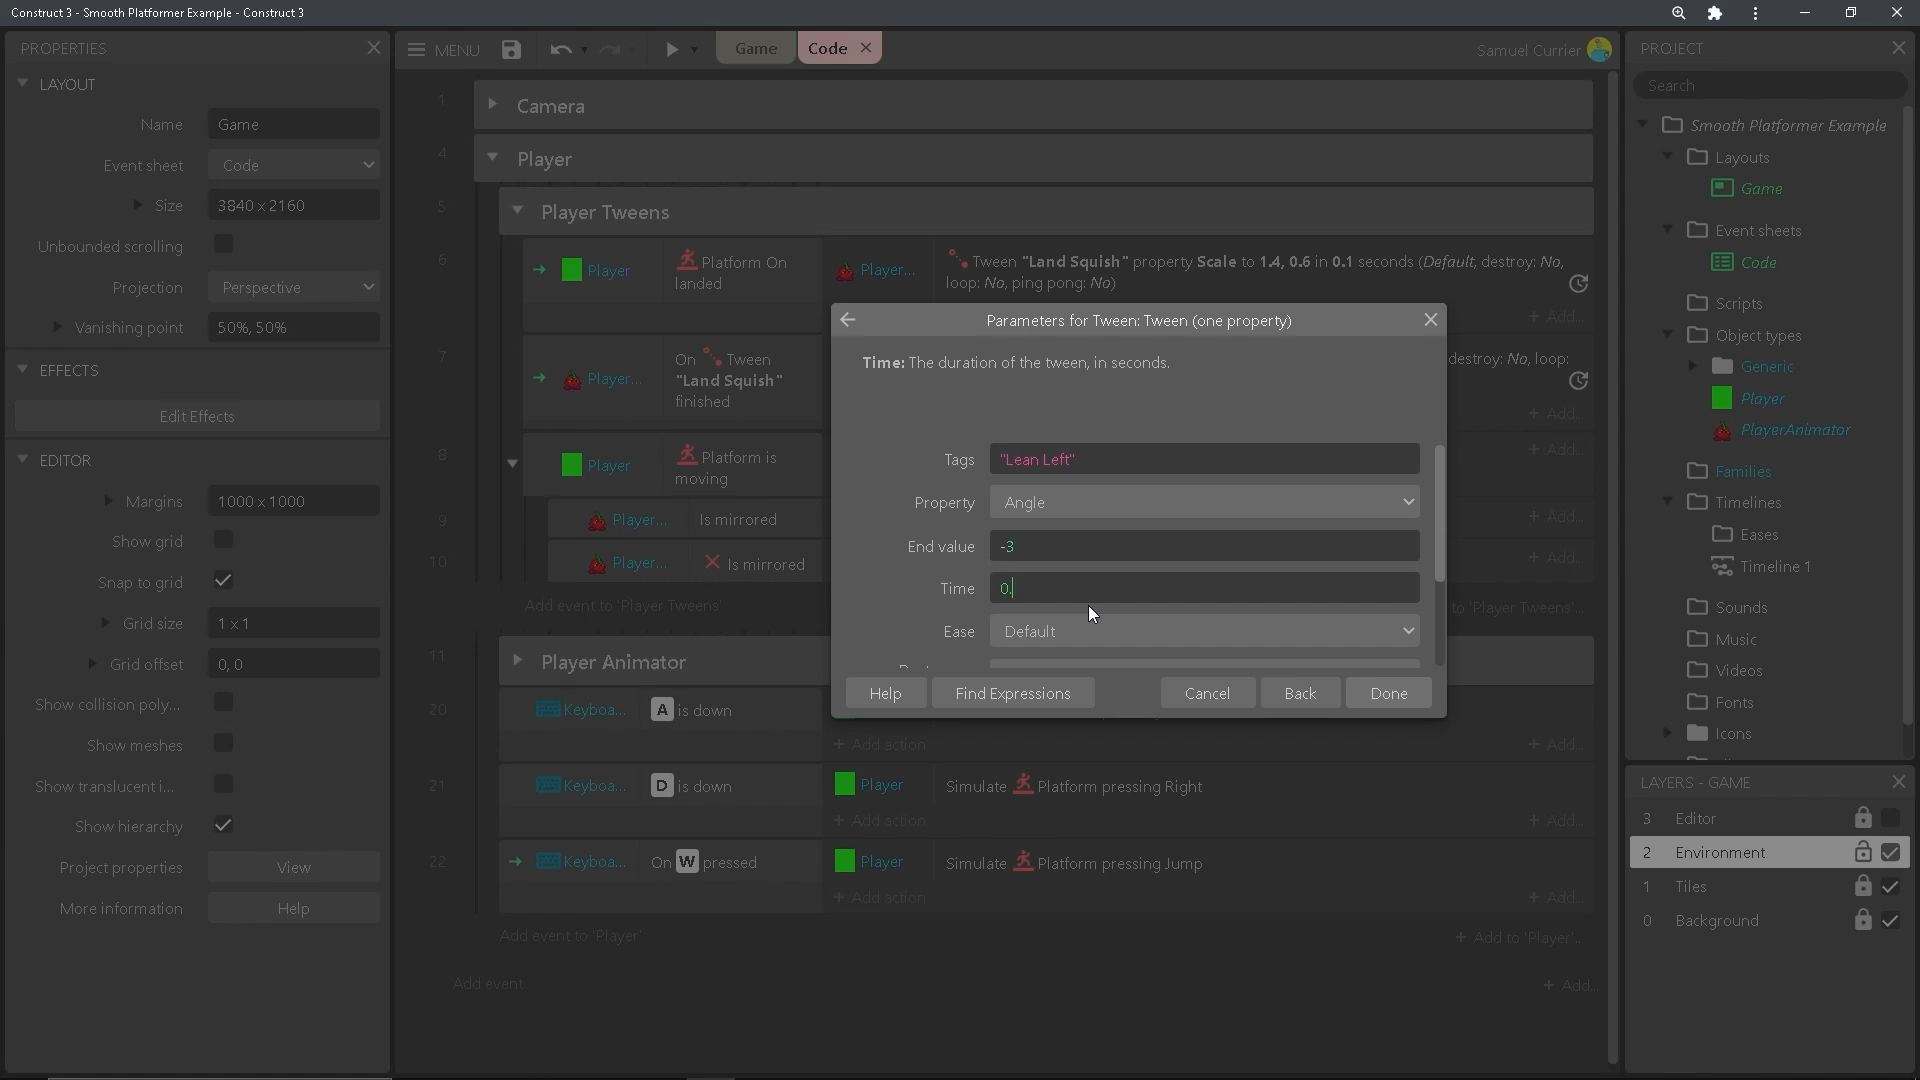 Construct 3 - Smooth Platformer Example - Construct 3
PROPERTIES
LAYOUT
Name
Game
Event sheet
Code
Size
3840 x 2160
Unbounded scrolling
Projection
Perspective
Vanishing point
50%, 50%
EFFECTS
Edit Effects
EDITOR
Margins
1000 x 1000
Show grid
Snap to grid
Grid size
1 x 1
Grid offset
0, 0
Show collision poly...
Show meshes
Show translucent i...
Show hierarchy
Project properties
View
More information
Help
MENU
Game
Code
Samuel Currier
1
Camera
4
Player
5
Player Tweens
6
Player
Platform On
landed
Player...
Tween "Land Squish" property Scale to 1.4, 0.6 in 0.1 seconds (Default, destroy: No,
loop: No, ping pong: No)
+ Add...
7
Player...
On Tween
"Land Squish"
finished
destroy: No, loop:
+ Add...
8
Player
Platform is
moving
+ Add...
9
Player...
Is mirrored
+ Add...
10
Player...
Is mirrored
+ Add...
Add event to 'Player Tweens'
to 'Player Tweens'...
11
Player Animator
20
Keyboa...
A is down
+ Add action
+ Add...
21
Keyboa...
D is down
Player
Simulate Platform pressing Right
+ Add action
+ Add...
22
Keyboa...
On W pressed
Player
Simulate Platform pressing Jump
+ Add action
+ Add...
Add event to 'Player'
+ Add to 'Player'...
Add event
+ Add...
Parameters for Tween: Tween (one property)
Time: The duration of the tween, in seconds.
Tags
"Lean Left"
Property
Angle
End value
-3
Time
0.
Ease
Default
Help
Find Expressions
Cancel
Back
Done
PROJECT
Search
Smooth Platformer Example
Layouts
Game
Event sheets
Code
Scripts
Object types
Generic
Player
PlayerAnimator
Families
Timelines
Eases
Timeline 1
Sounds
Music
Videos
Fonts
Icons
LAYERS - GAME
3 Editor
2 Environment
1 Tiles
0 Background